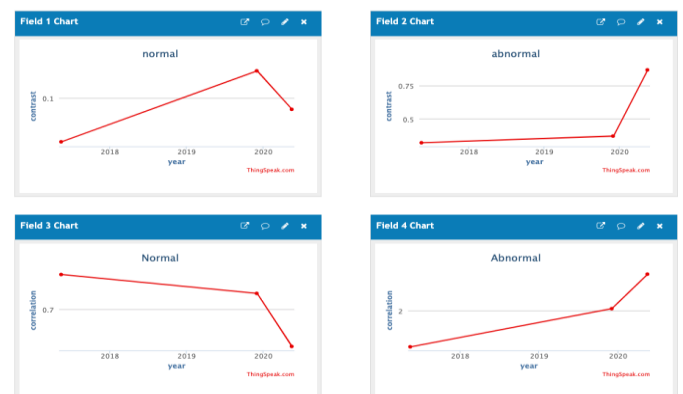 Field 1 Chart
normal
contrast
0.1
2018 2019 2020
year
ThingSpeak.com
Field 2 Chart
abnormal
contrast
0.75
0.5
2018 2019 2020
year
ThingSpeak.com
Field 3 Chart
Normal
correlation
0.7
2018 2019 2020
year
ThingSpeak.com
Field 4 Chart
Abnormal
correlation
2
2018 2019 2020
year
ThingSpeak.com